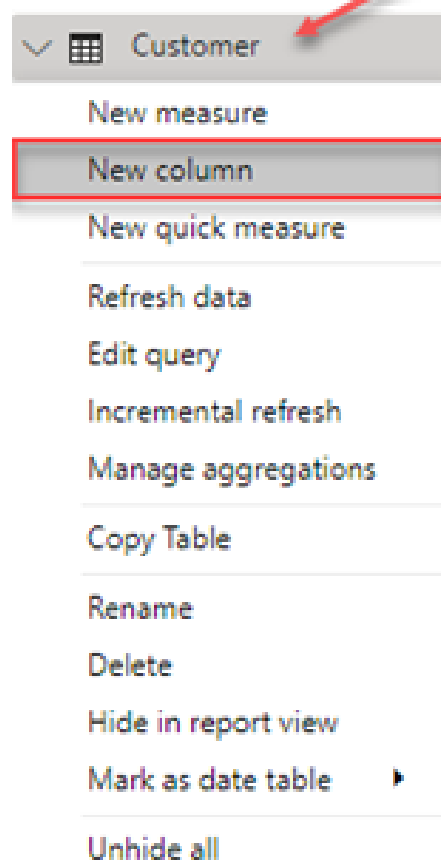 Customer
New measure
New column
New quick measure
Refresh data
Edit query
Incremental refresh
Manage aggregations
Copy Table
Rename
Delete
Hide in report view
Mark as date table
Unhide all